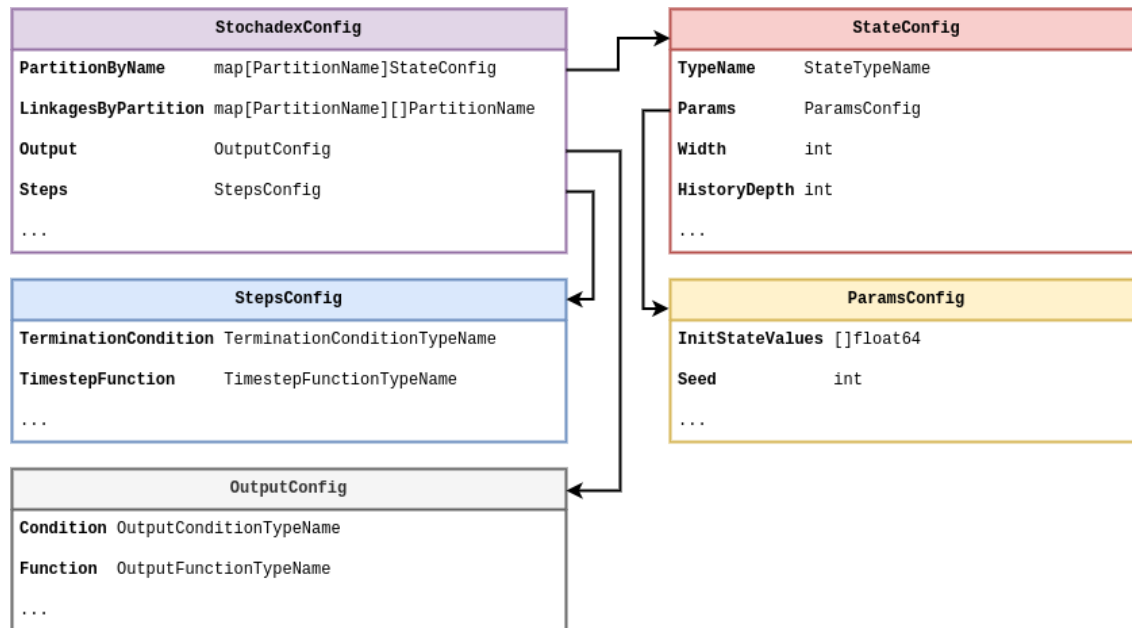 StochadexConfig
PartitionByName map[PartitionName]StateConfig
LinkagesByPartition map[PartitionName][]PartitionName
Output OutputConfig
Steps StepsConfig
...
StateConfig
TypeName StateTypeName
Params ParamsConfig
Width int
HistoryDepth int
...
StepsConfig
TerminationCondition TerminationConditionTypeName
TimestepFunction TimestepFunctionTypeName
...
ParamsConfig
InitStateValues []float64
Seed int
...
OutputConfig
Condition OutputConditionTypeName
Function OutputFunctionTypeName
...